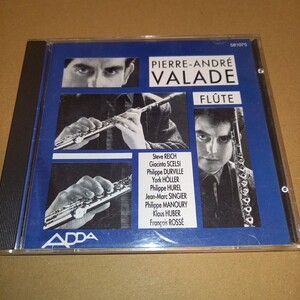 581075
PIERRE-ANDRÉ
VALADE
FLÛTE
Steve REICH
Giacinto SCELSI
Philippe DURVILLE
York HÖLLER
Philippe HUREL
Jean-Marc SINGIER
Philippe MANOURY
Klaus HUBER
François ROSSÉ
ADDA